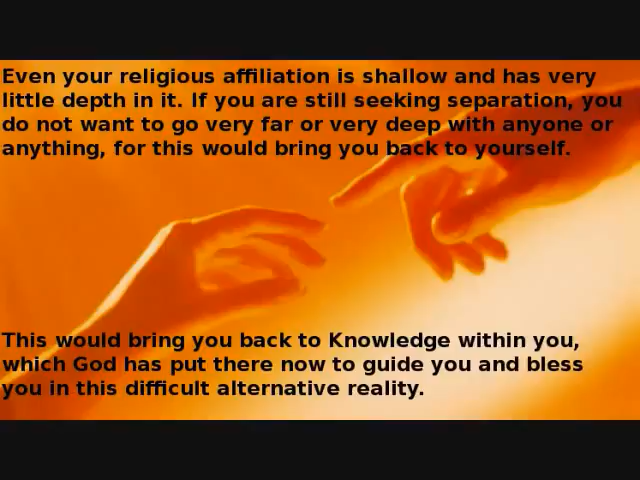 Even your religious affiliation is shallow and has very
little depth in it. If you are still seeking separation, you
do not want to go very far or very deep with anyone or
anything, for this would bring you back to yourself.
This would bring you back to Knowledge within you,
which God has put there now to guide you and bless
you in this difficult alternative reality.